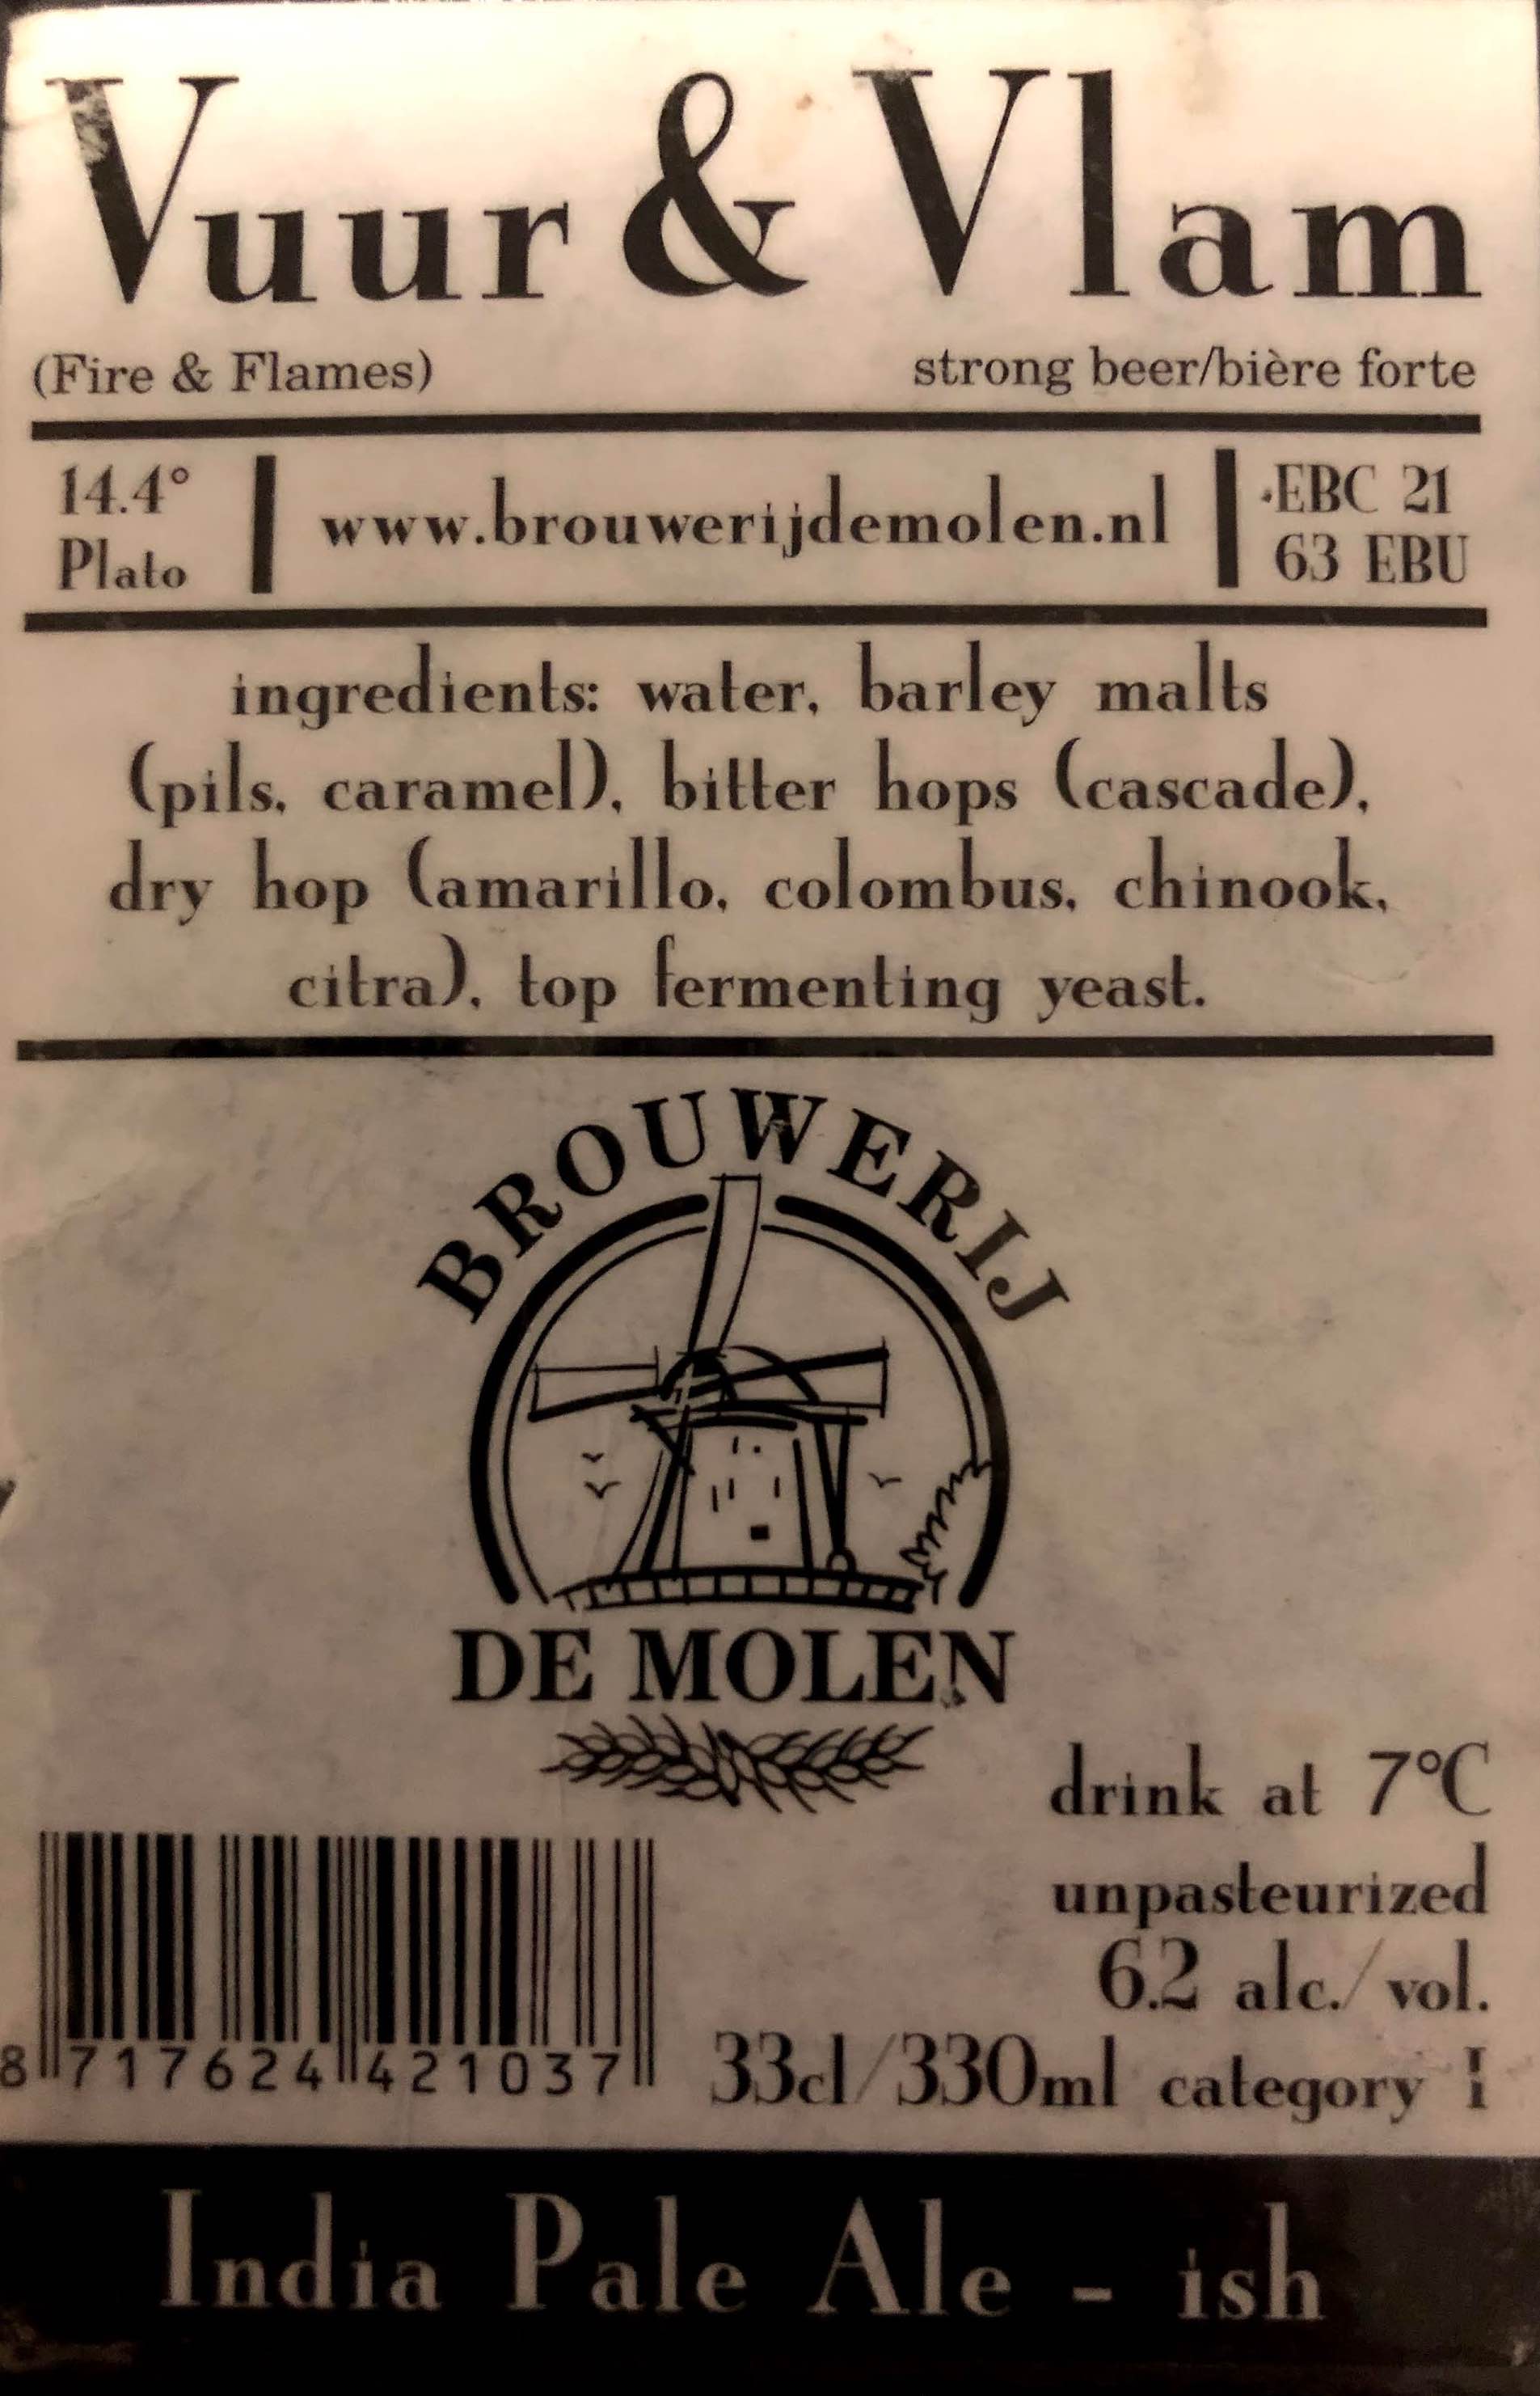 Vuur & Vlam
(Fire & Flames) strong beer/bière forte
14.4° Plato
www.brouwerijdemolen.nl
EBC 21
63 EBU
ingredients: water, barley malts
(pils, caramel), bitter hops (cascade),
dry hop (amarillo, colombus, chinook,
citra), top fermenting yeast.
BROUWERIJ
DE MOLEN
drink at 7°C
unpasteurized
6.2 alc./vol.
33cl/330ml category I
8 717624 421037
India Pale Ale - ish